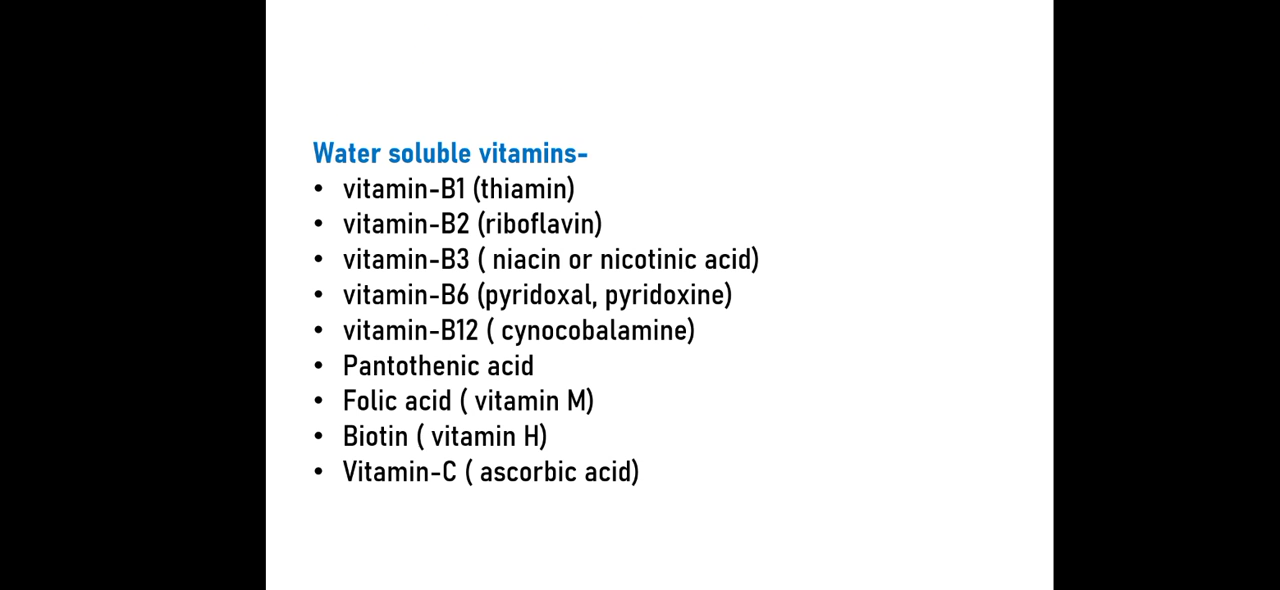 Water soluble vitamins-
• vitamin-B1 (thiamin)
• vitamin-B2 (riboflavin)
• vitamin-B3 ( niacin or nicotinic acid)
• vitamin-B6 (pyridoxal, pyridoxine)
• vitamin-B12 ( cynocobalamine)
• Pantothenic acid
• Folic acid ( vitamin M)
• Biotin ( vitamin H)
• Vitamin-C ( ascorbic acid)